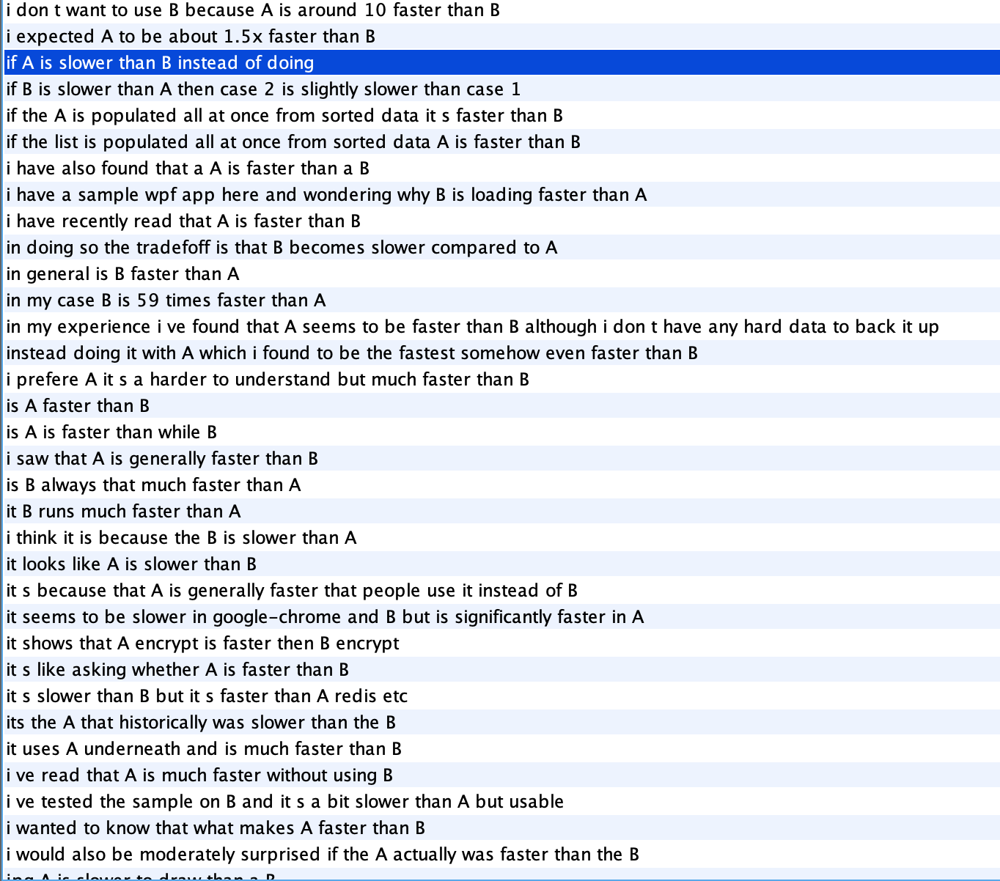 i don t want to use B because A is around 10 faster than B
i expected A to be about 1.5x faster than B
if A is slower than B instead of doing
if B is slower than A then case 2 is slightly slower than case 1
if the A is populated all at once from sorted data it s faster than B
if the list is populated all at once from sorted data A is faster than B
i have also found that a A is faster than a B
i have a sample wpf app here and wondering why B is loading faster than A
i have recently read that A is faster than B
in doing so the tradefoff is that B becomes slower compared to A
in general is B faster than A
in my case B is 59 times faster than A
in my experience i ve found that A seems to be faster than B although i don t have any hard data to back it up
instead doing it with A which i found to be the fastest somehow even faster than B
i prefere A it s a harder to understand but much faster than B
is A faster than B
is A is faster than while B
i saw that A is generally faster than B
is B always that much faster than A
it B runs much faster than A
i think it is because the B is slower than A
it looks like A is slower than B
it s because that A is generally faster that people use it instead of B
it seems to be slower in google-chrome and B but is significantly faster in A
it shows that A encrypt is faster then B encrypt
it s like asking whether A is faster than B
it s slower than B but it s faster than A redis etc
its the A that historically was slower than the B
it uses A underneath and is much faster than B
i ve read that A is much faster without using B
i ve tested the sample on B and it s a bit slower than A but usable
i wanted to know that what makes A faster than B
i would also be moderately surprised if the A actually was faster than the B
ing A is slower to draw than a B